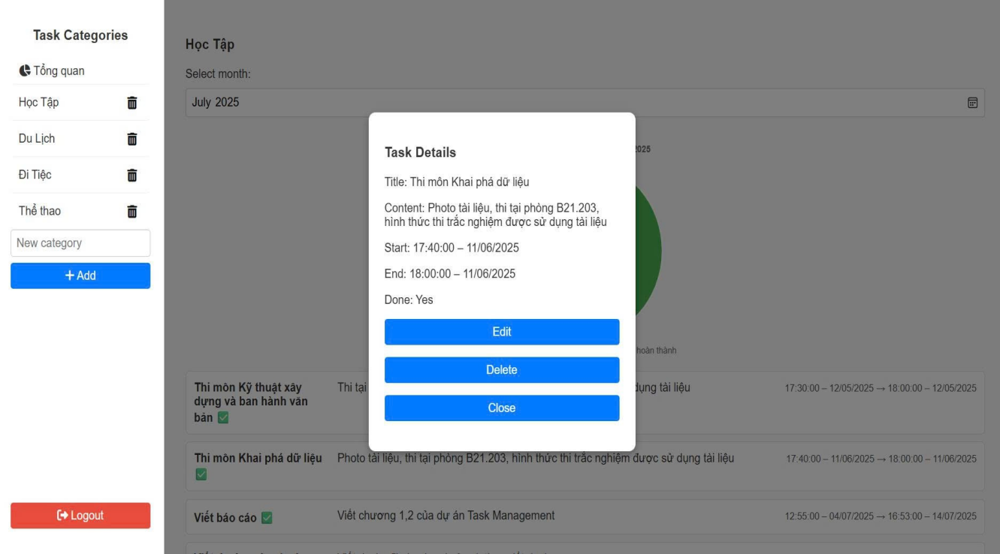 Task Categories
Tổng quan
Học Tập
Du Lịch
Đi Tiệc
Thể thao
New category
+ Add
Logout
Học Tập
Select month:
July 2025
2025
Task Details
Title: Thi môn Khai phá dữ liệu
Content: Photo tài liệu, thi tại phòng B21.203,
hình thức thi trắc nghiệm được sử dụng tài liệu
Start: 17:40:00 – 11/06/2025
End: 18:00:00 – 11/06/2025
Done: Yes
Edit
Delete
Close
hoàn thành
Thi môn Kỹ thuật xây
dựng và ban hành văn
bản ✅
Thi tại
dụng tài liệu
17:30:00 – 12/05/2025 → 18:00:00 – 12/05/2025
Thi môn Khai phá dữ liệu
✅
Photo tài liệu, thi tại phòng B21.203, hình thức thi trắc nghiệm được sử dụng tài liệu
17:40:00 – 11/06/2025 → 18:00:00 – 11/06/2025
Viết báo cáo ✅
Viết chương 1,2 của dự án Task Management
12:55:00 – 04/07/2025 → 16:53:00 – 14/07/2025